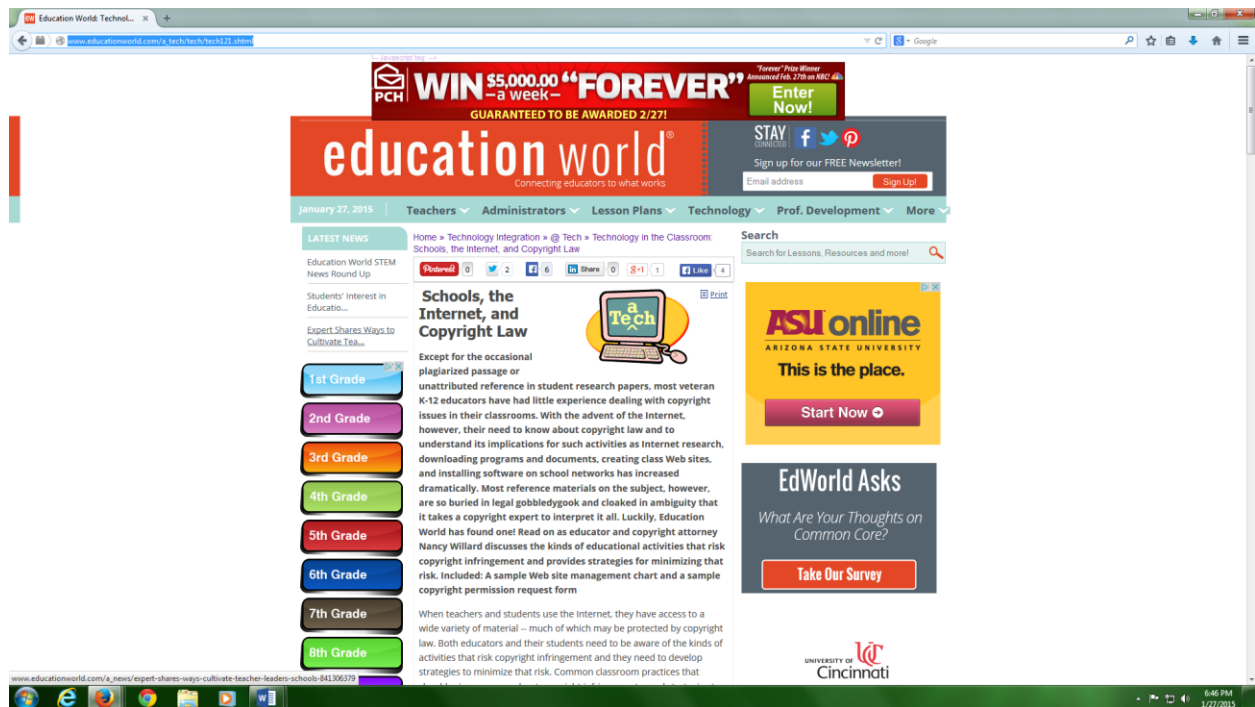 Education World: Technol...
www.educationworld.com/a_tech/tech/tech121.shtml
Google
PCH
WIN $5,000.00 —a week— “FOREVER”
GUARANTEED TO BE AWARDED 2/27!
"Forever" Prize Winner
Announced Feb. 27th on NBC!
Enter
Now!
education world®
Connecting educators to what works
STAY
CONNECTED
Sign up for our FREE Newsletter!
Email address
Sign Up!
January 27, 2015
Teachers Administrators Lesson Plans Technology Prof. Development More
LATEST NEWS
Education World STEM
News Round Up
Students' Interest in
Educatio...
Expert Shares Ways to
Cultivate Tea...
1st Grade
2nd Grade
3rd Grade
4th Grade
5th Grade
6th Grade
7th Grade
8th Grade
Home » Technology Integration » @ Tech » Technology in the Classroom:
Schools, the Internet, and Copyright Law
Pinterest 0 2 6 Share 0 +1 1 Like 4
Print
Schools, the
Internet, and
Copyright Law
a
Tech
Except for the occasional
plagiarized passage or
unattributed reference in student research papers, most veteran
K-12 educators have had little experience dealing with copyright
issues in their classrooms. With the advent of the Internet,
however, their need to know about copyright law and to
understand its implications for such activities as Internet research,
downloading programs and documents, creating class Web sites,
and installing software on school networks has increased
dramatically. Most reference materials on the subject, however,
are so buried in legal gobbledygook and cloaked in ambiguity that
it takes a copyright expert to interpret it all. Luckily, Education
World has found one! Read on as educator and copyright attorney
Nancy Willard discusses the kinds of educational activities that risk
copyright infringement and provides strategies for minimizing that
risk. Included: A sample Web site management chart and a sample
copyright permission request form
When teachers and students use the Internet, they have access to a
wide variety of material -- much of which may be protected by copyright
law. Both educators and their students need to be aware of the kinds of
activities that risk copyright infringement and they need to develop
strategies to minimize that risk. Common classroom practices that
Search
Search for Lessons, Resources and more!
ASU online
ARIZONA STATE UNIVERSITY
This is the place.
Start Now
EdWorld Asks
What Are Your Thoughts on
Common Core?
Take Our Survey
UNIVERSITY OF
Cincinnati
www.educationworld.com/a_news/expert-shares-ways-cultivate-teacher-leaders-schools-841306379
6:46 PM
1/27/2015